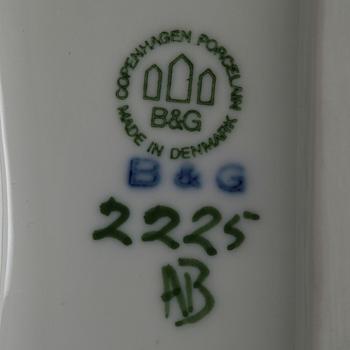 COPENHAGEN PORCELAIN
B&G
MADE IN DENMARK
B & G
2225
AB